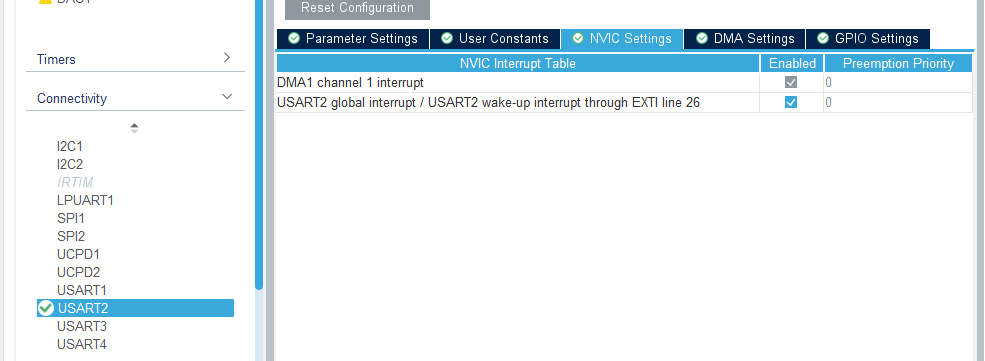 DAC1
Reset Configuration
Parameter Settings User Constants NVIC Settings DMA Settings GPIO Settings
NVIC Interrupt Table Enabled Preemption Priority
DMA1 channel 1 interrupt 0
USART2 global interrupt / USART2 wake-up interrupt through EXTI line 26 0
Timers
Connectivity
I2C1
I2C2
IRTIM
LPUART1
SPI1
SPI2
UCPD1
UCPD2
USART1
USART2
USART3
USART4